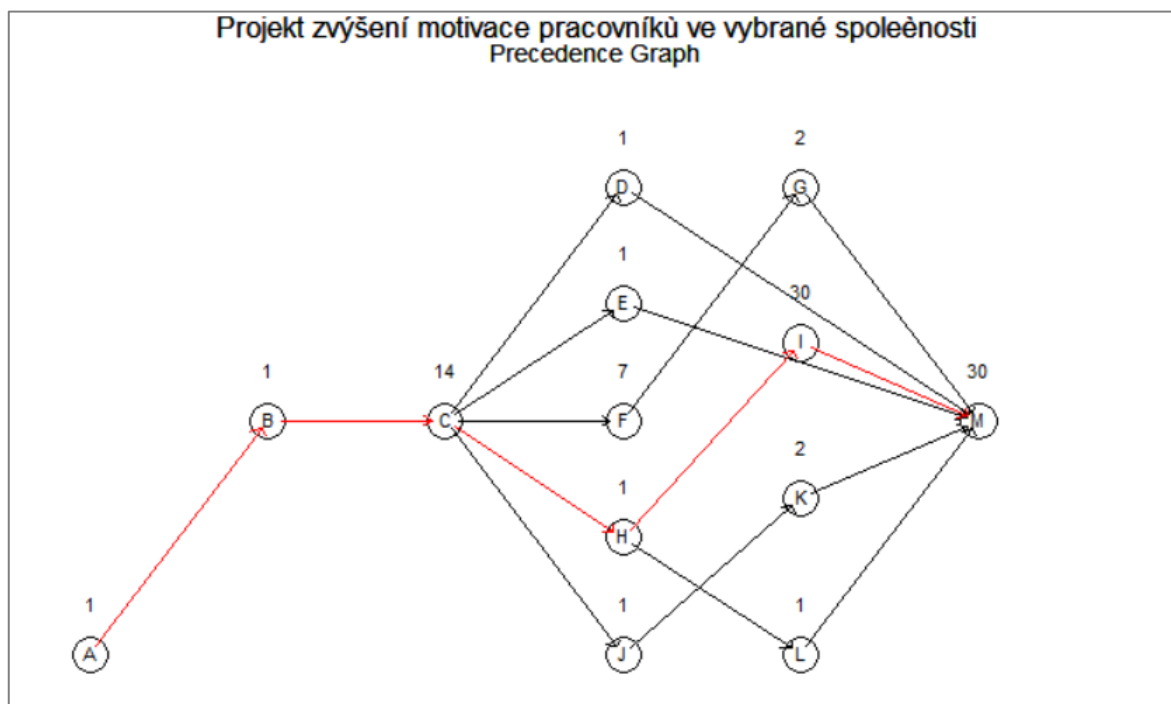 Projekt zvýšení motivace pracovníků ve vybrané spoleènosti
Precedence Graph
1 2
D G
1 30
E I
1 14 7 30
B C F M
1 2
H K
1 1 1
A J L